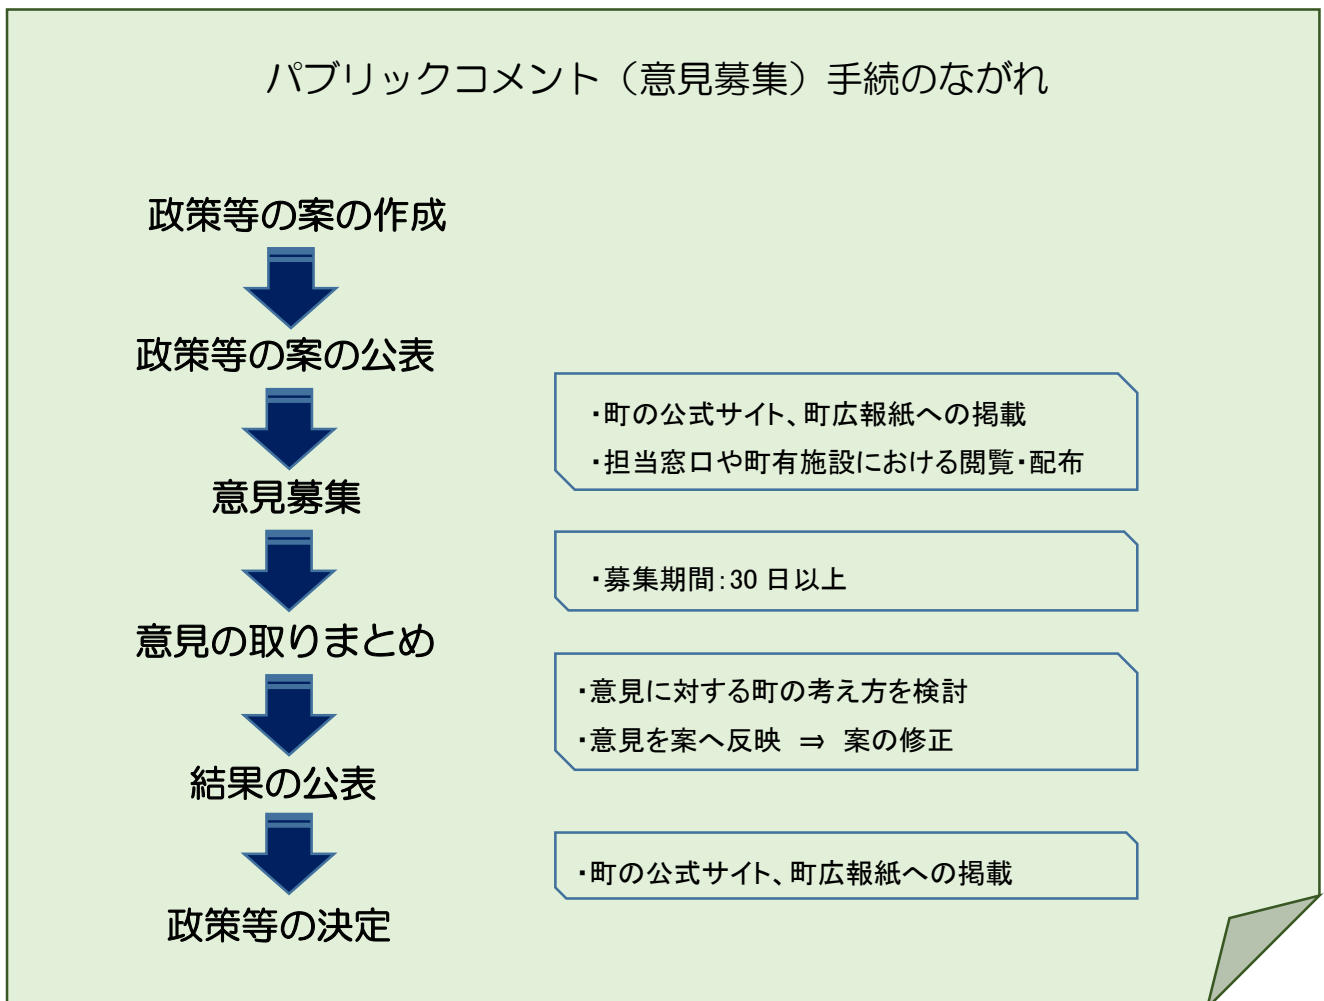 パブリックコメント（意見募集）手続のながれ
政策等の案の作成
政策等の案の公表
・町の公式サイト、町広報紙への掲載
・担当窓口や町有施設における閲覧・配布
意見募集
・募集期間：30 日以上
意見の取りまとめ
・意見に対する町の考え方を検討
・意見を案へ反映 ⇒ 案の修正
結果の公表
・町の公式サイト、町広報紙への掲載
政策等の決定